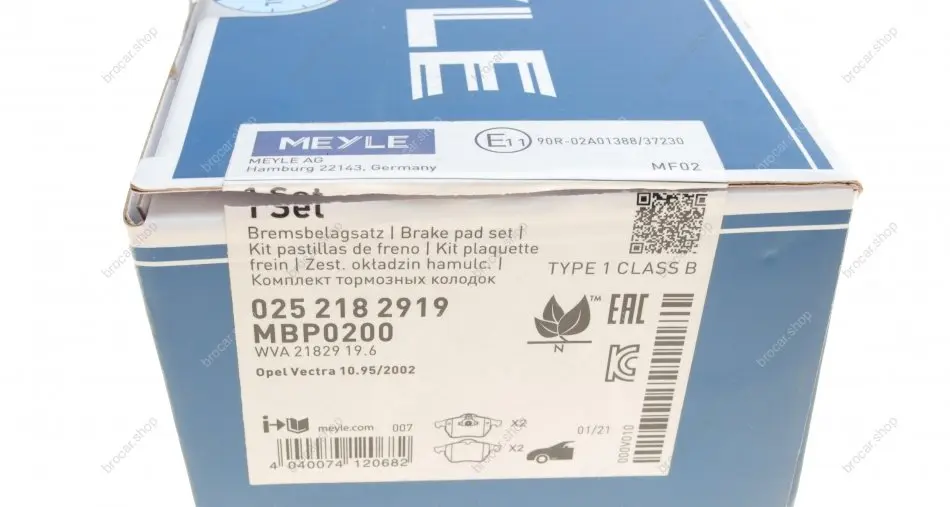 YLE
MEYLE
MEYLE AG
Hamburg 22143, Germany
E11 90R-02A01388/37230
MF02
1 Set
Bremsbelagsatz | Brake pad set |
Kit pastillas de freno | Kit plaquette
frein | Zest. okładzin hamulc. |
Комплект тормозных колодок
TYPE 1 CLASS B
025 218 2919
MBP0200
WVA 21829 19.6
Opel Vectra 10.95/2002
TM
N
EAC
i meyle.com 007
X2
X2
01/21
000V010
4 040074 120682
brocar.shop